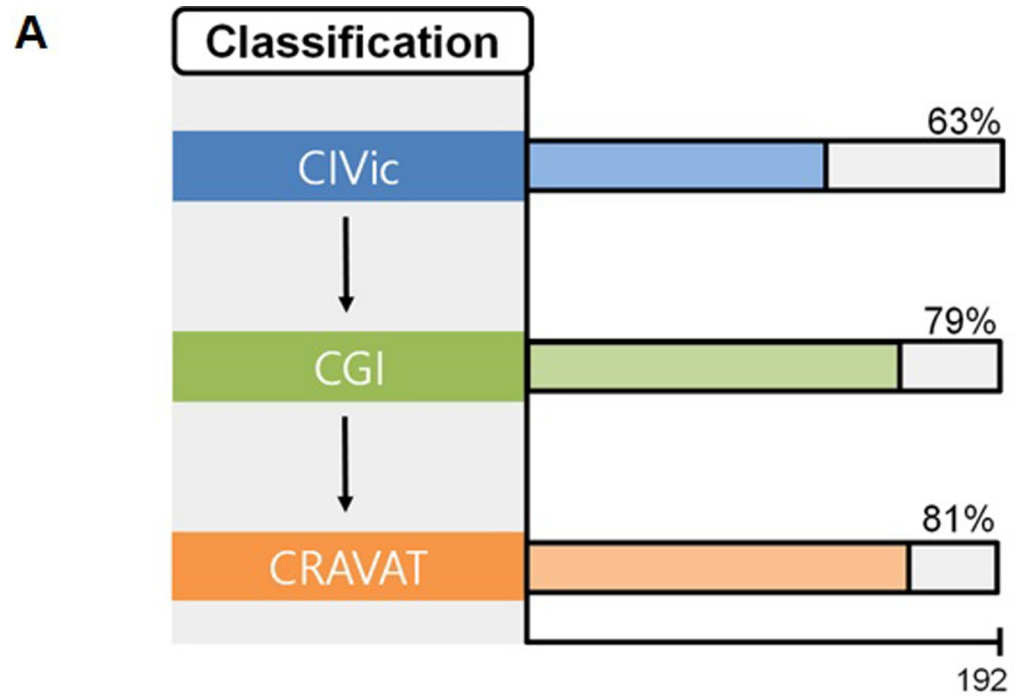 A
Classification
CIVic
63%
CGI
79%
CRAVAT
81%
192